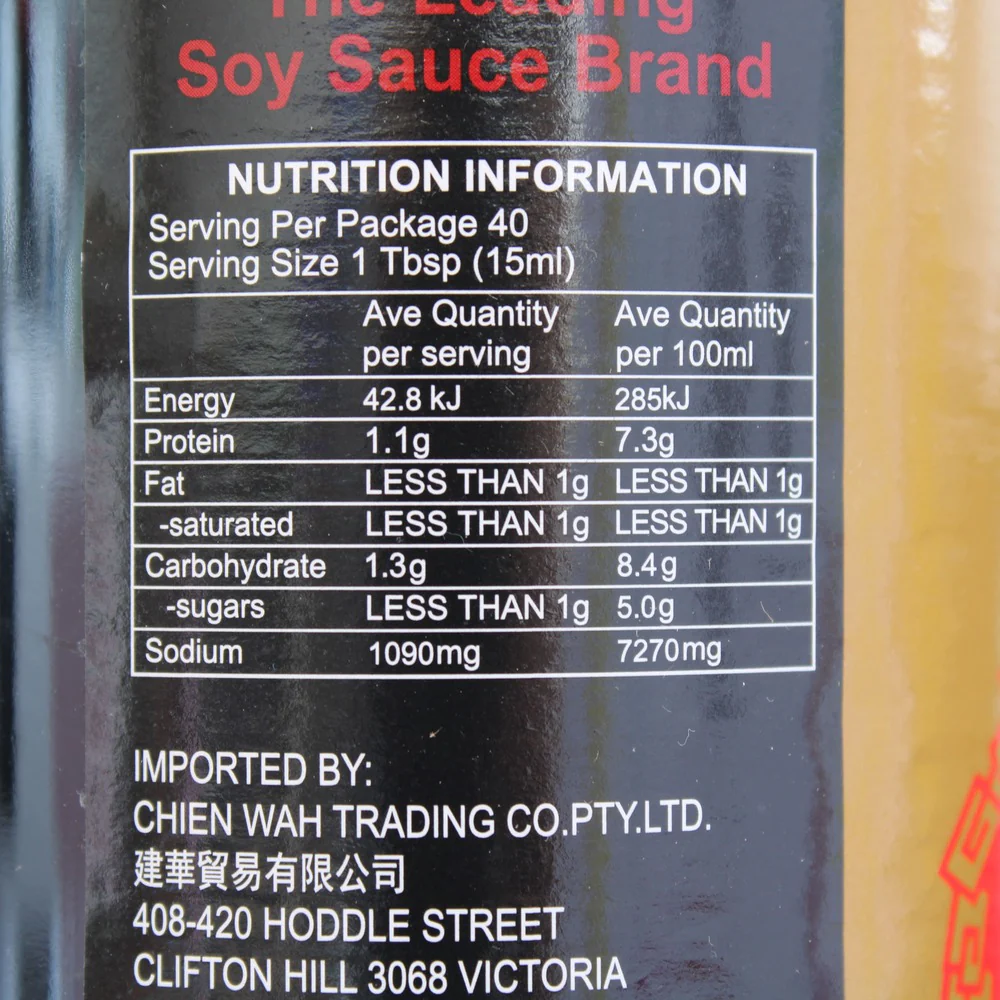 The Leading
Soy Sauce Brand
NUTRITION INFORMATION
Serving Per Package 40
Serving Size 1 Tbsp (15ml)
Ave Quantity per serving Ave Quantity per 100ml
Energy 42.8 kJ 285kJ
Protein 1.1g 7.3g
Fat LESS THAN 1g LESS THAN 1g
-saturated LESS THAN 1g LESS THAN 1g
Carbohydrate 1.3g 8.4g
-sugars LESS THAN 1g 5.0g
Sodium 1090mg 7270mg
IMPORTED BY:
CHIEN WAH TRADING CO.PTY.LTD.
建華貿易有限公司
408-420 HODDLE STREET
CLIFTON HILL 3068 VICTORIA